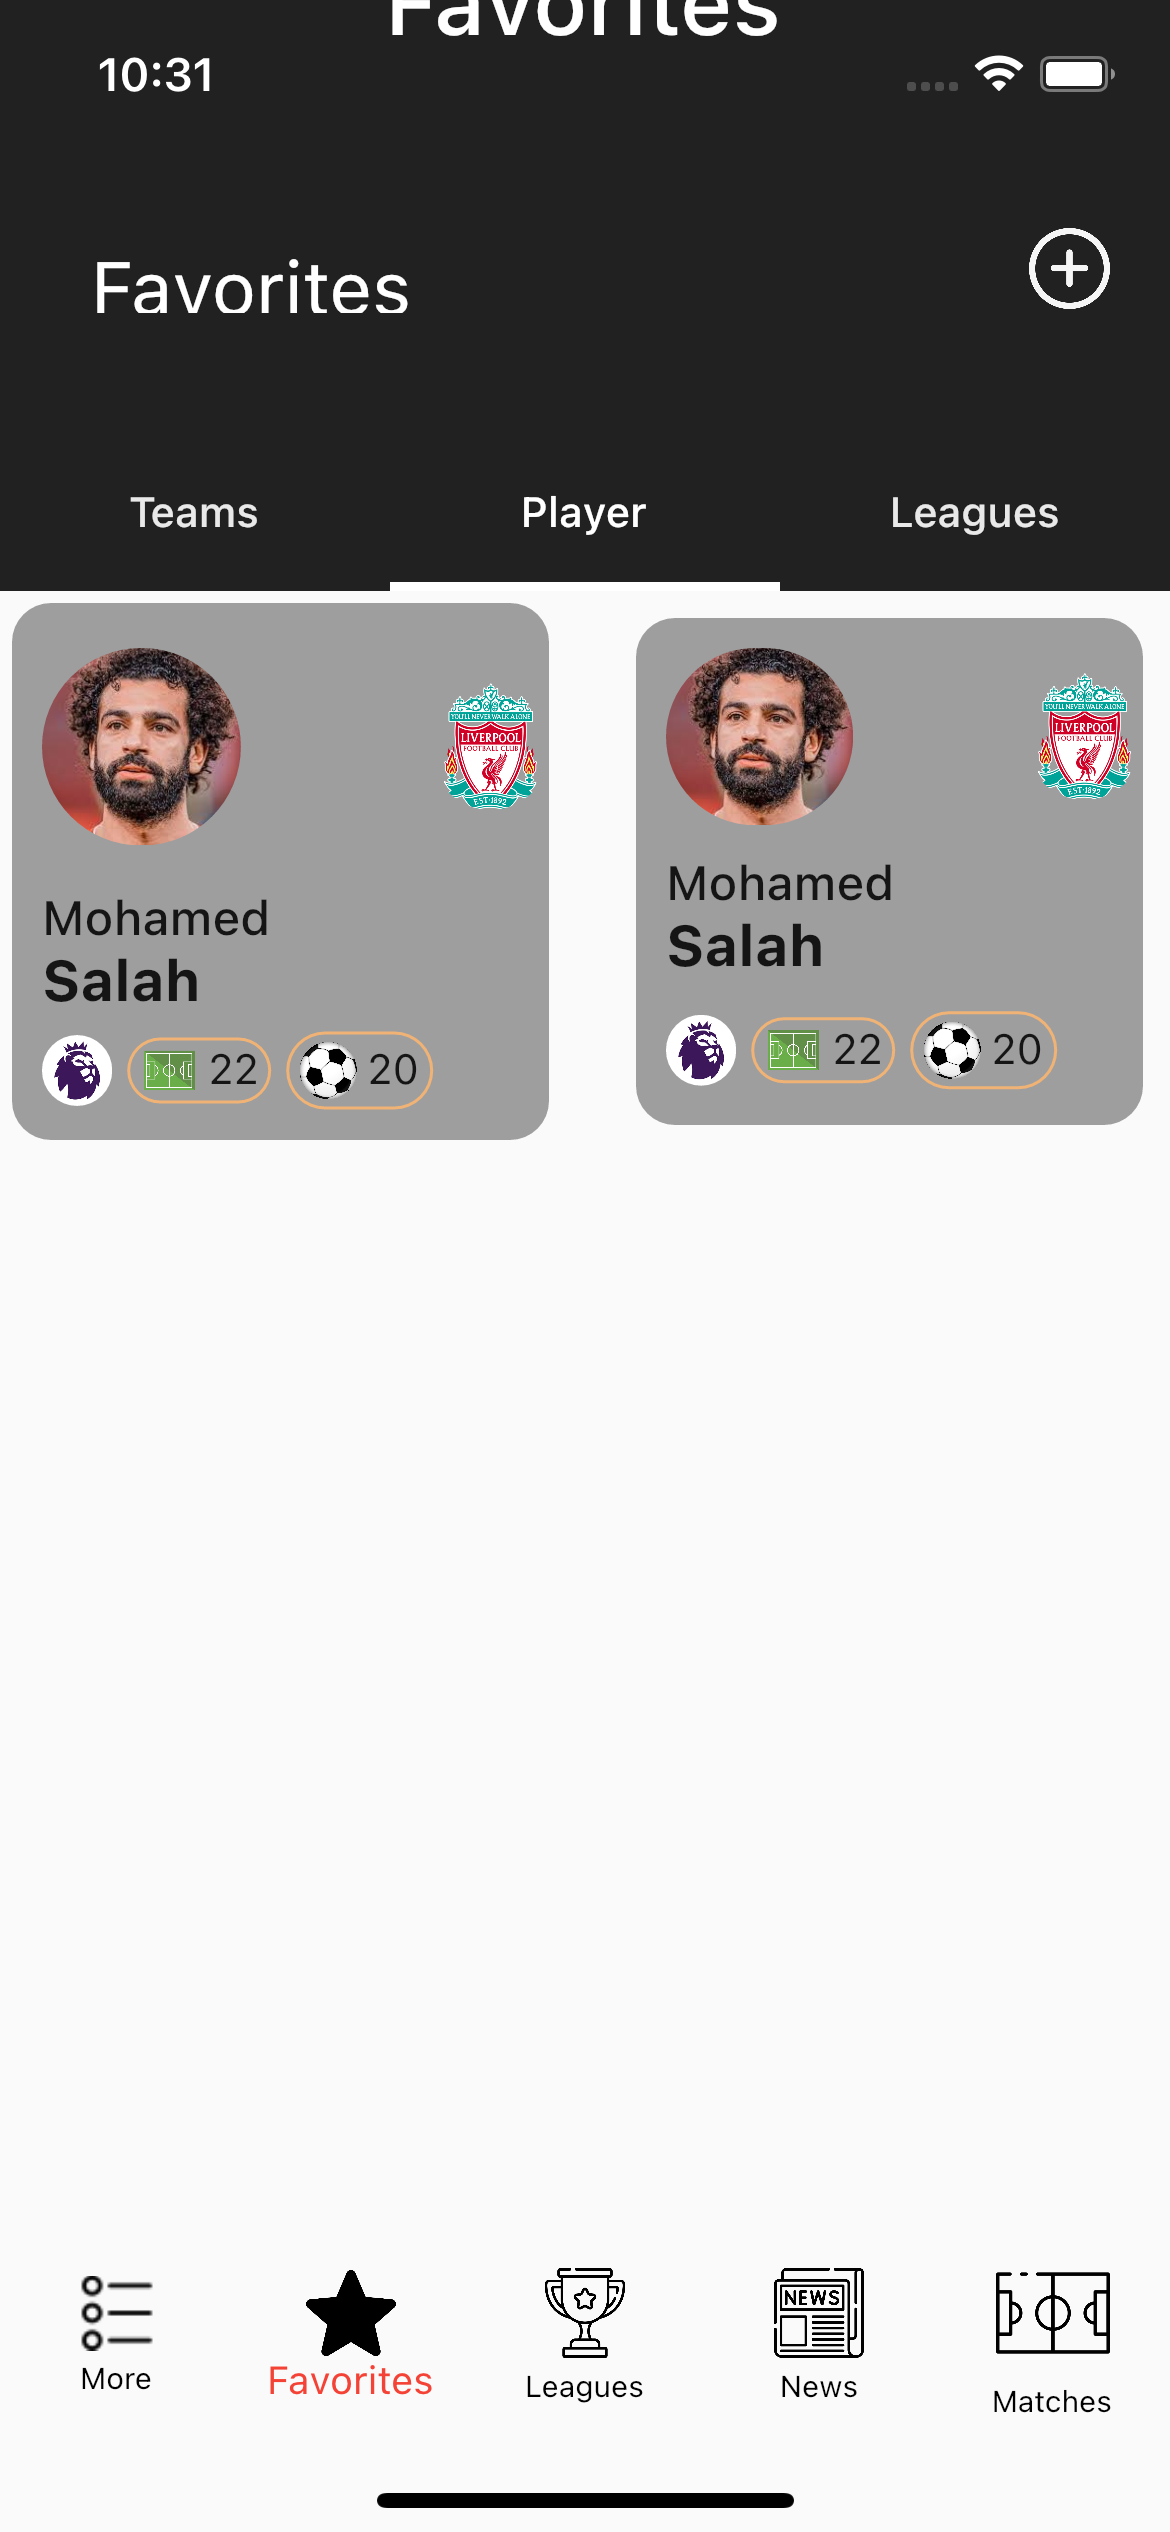 Favorites
10:31
Favorites
Teams Player Leagues
YOU'LL NEVER WALK ALONE
LIVERPOOL
FOOTBALL CLUB
EST·1892
Mohamed
Salah
22 20
YOU'LL NEVER WALK ALONE
LIVERPOOL
FOOTBALL CLUB
EST·1892
Mohamed
Salah
22 20
NEWS
More Favorites Leagues News Matches